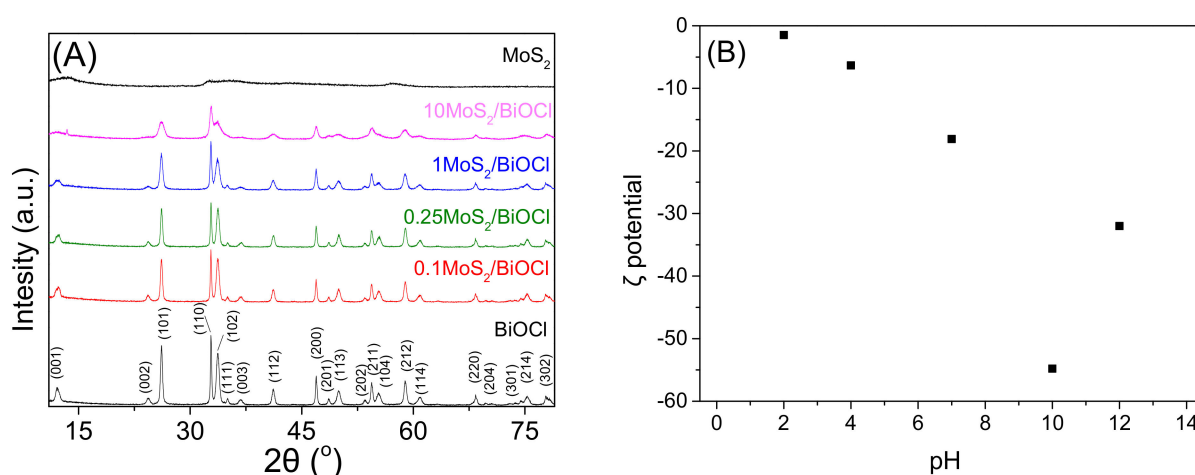 (A)
MoS2
10MoS2/BiOCl
1MoS2/BiOCl
0.25MoS2/BiOCl
0.1MoS2/BiOCl
BiOCl
(001)
(002)
(101)
(110)
(102)
(111)
(003)
(112)
(200)
(201)
(113)
(202)
(211)
(104)
(212)
(114)
(220)
(204)
(301)
(214)
(302)
Intesity (a.u.)
15 30 45 60 75
2θ (°)
(B)
0
-10
-20
-30
-40
-50
-60
ζ potential
0 2 4 6 8 10 12 14
pH